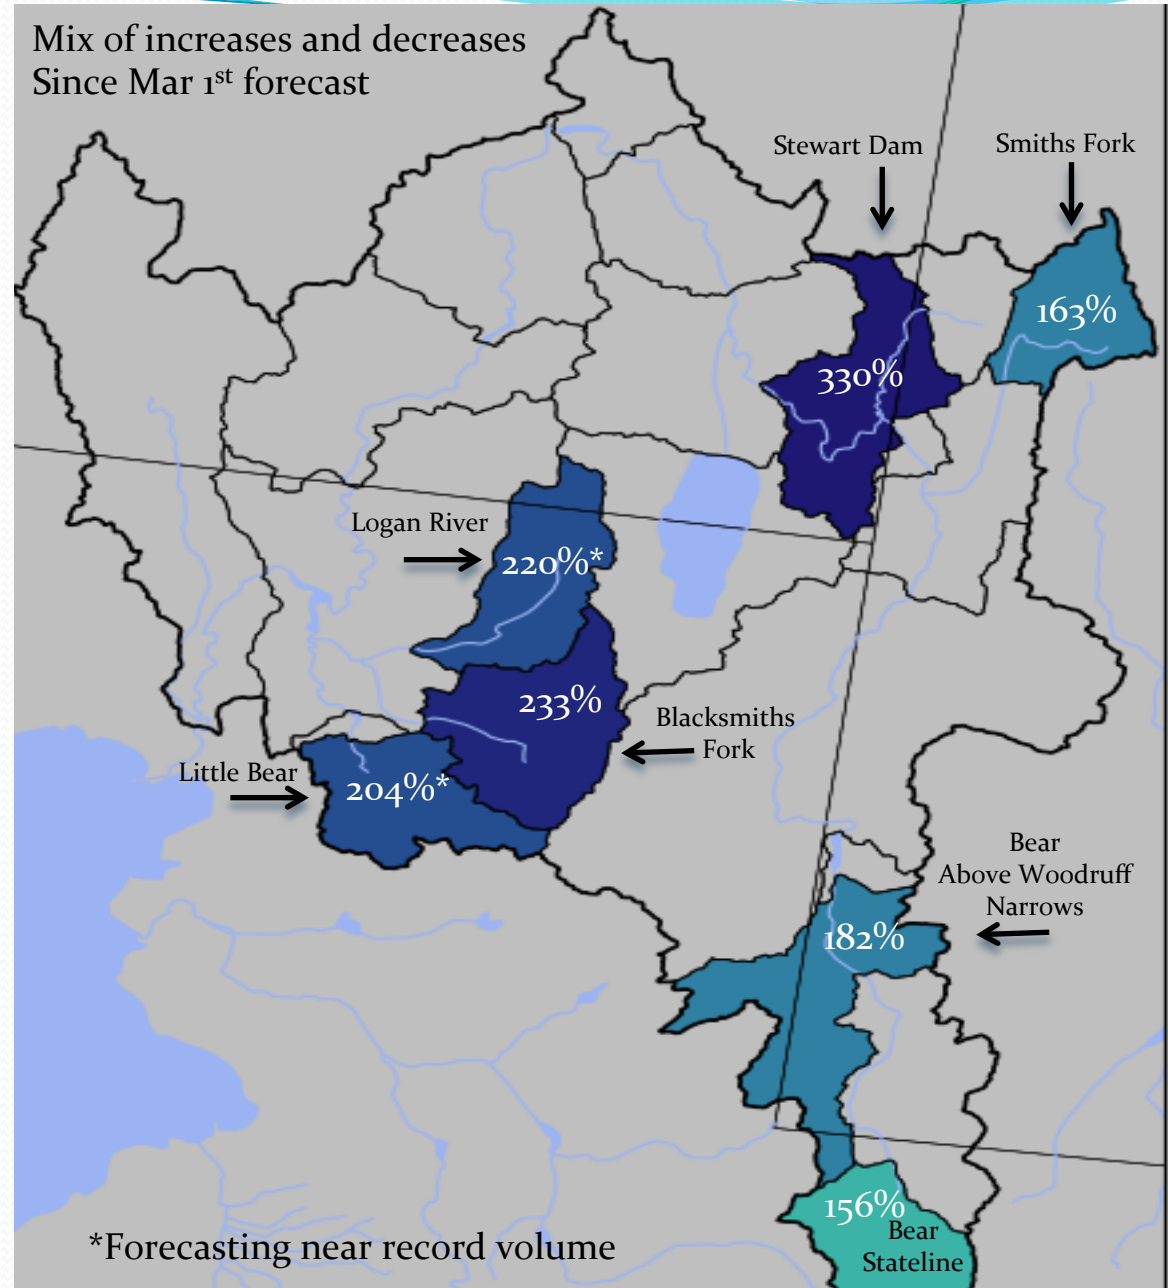 Mix of increases and decreases
Since Mar 1st forecast
Stewart Dam
Smiths Fork
163%
330%
Logan River
220%*
233%
Blacksmiths
Fork
Little Bear
204%*
Bear
Above Woodruff
Narrows
182%
156%
Bear
Stateline
*Forecasting near record volume